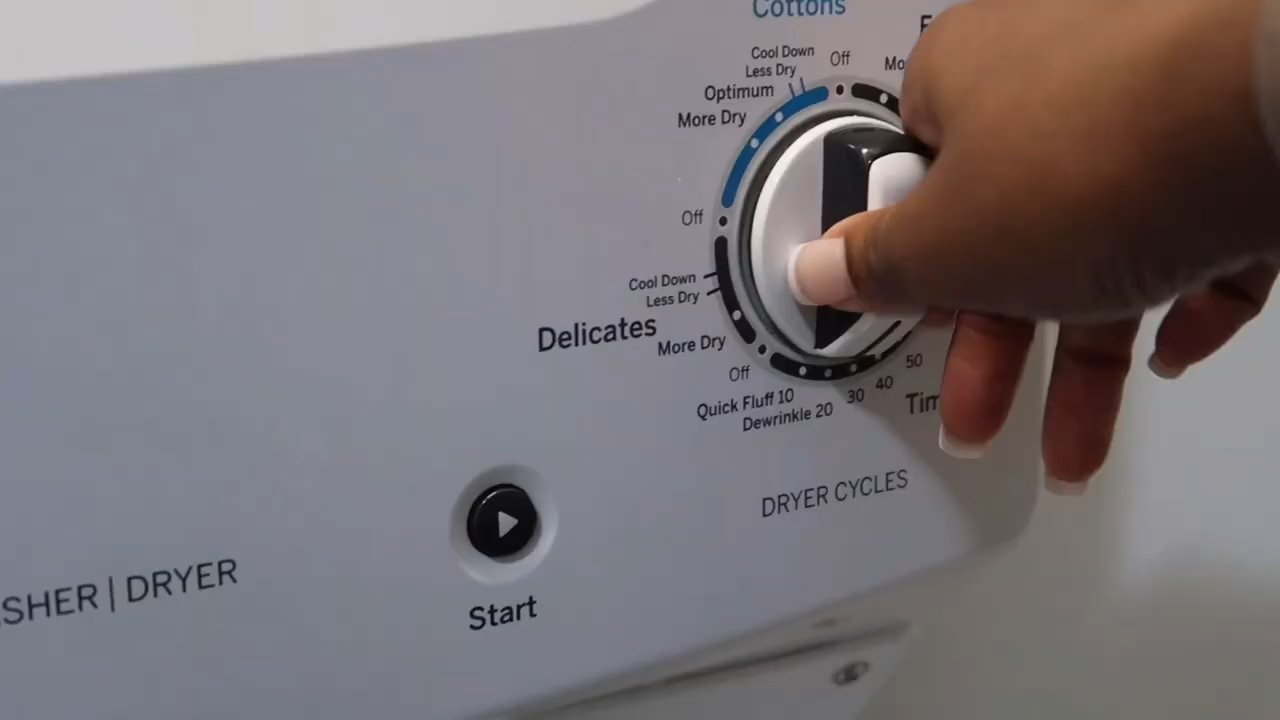 Cottons
Cool Down
Off
Less Dry
Optimum
More Dry
Off
Cool Down
Less Dry
Delicates
More Dry
Off
50
40
30
Quick Fluff 10
Dewrinkle 20
DRYER CYCLES
DRYER
Start